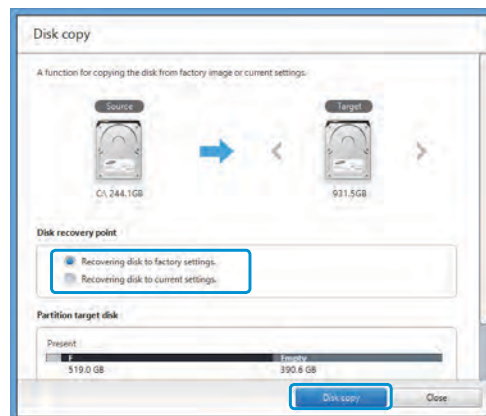 Disk copy
A function for copying the disk from factory image or current settings.
Source
Target
C:\ 244.1GB
931.5GB
Disk recovery point
Recovering disk to factory settings.
Recovering disk to current settings.
Partition target disk
Present
F
Empty
519.0 GB
390.6 GB
Disk copy
Close